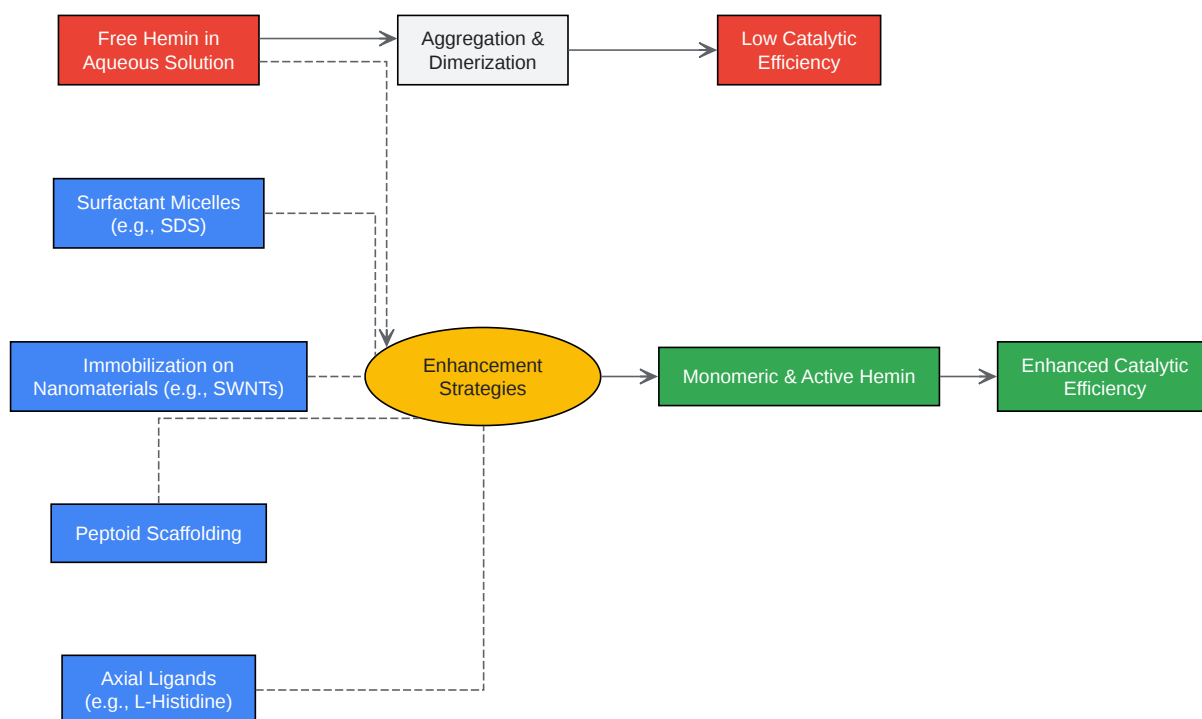 Free Hemin in
Aqueous Solution
Aggregation &
Dimerization
Low Catalytic
Efficiency
Surfactant Micelles
(e.g., SDS)
Immobilization on
Nanomaterials (e.g., SWNTs)
Enhancement
Strategies
Monomeric & Active Hemin
Enhanced Catalytic
Efficiency
Peptoid Scaffolding
Axial Ligands
(e.g., L-Histidine)